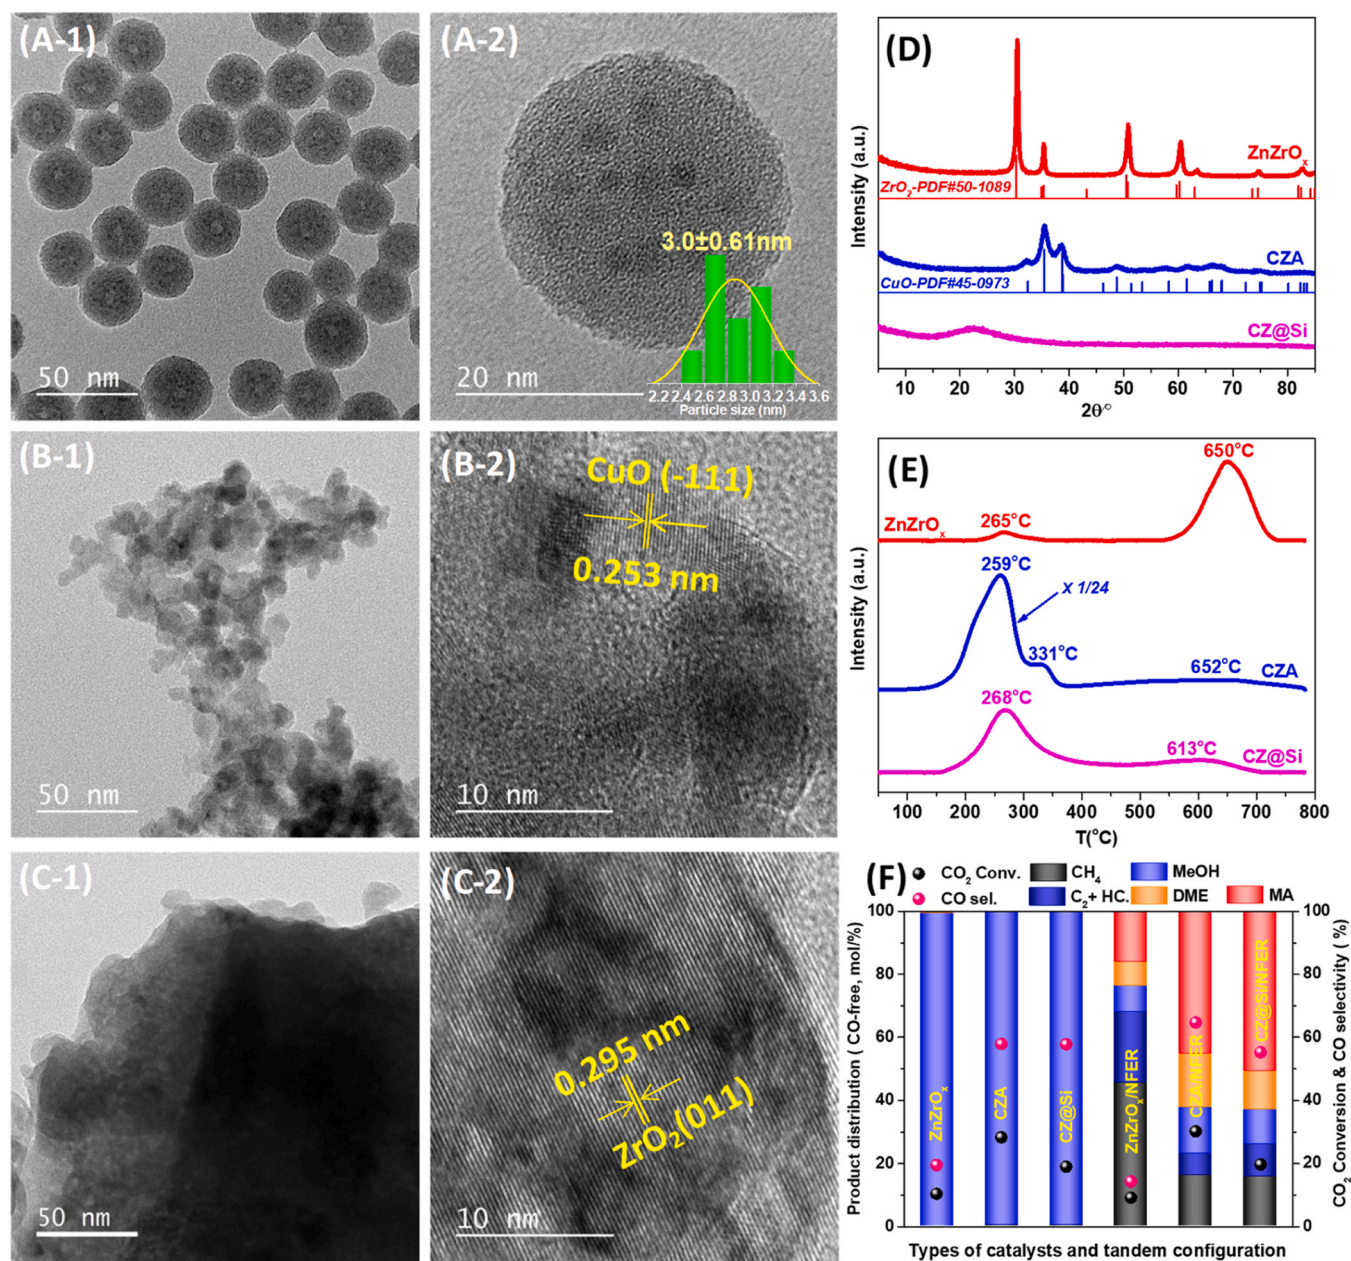 (A-1)
50 nm
(A-2)
3.0±0.61nm
20 nm
2.2 2.4 2.6 2.8 3.0 3.2 3.4 3.6
Particle size (nm)
(D)
Intensity (a.u.)
ZnZrOx
ZrO2-PDF#50-1089
CZA
CuO-PDF#45-0973
CZ@Si
10 20 30 40 50 60 70 80
2θ/°
(B-1)
50 nm
(B-2)
CuO (-111)
0.253 nm
10 nm
(E)
Intensity (a.u.)
650°C
ZnZrOx
265°C
259°C
X 1/24
331°C
652°C
CZA
268°C
613°C
CZ@Si
100 200 300 400 500 600 700 800
T(°C)
(C-1)
50 nm
(C-2)
0.295 nm
ZrO2(011)
10 nm
(F)
CO2 Conv. CH4 MeOH
CO sel. C2+ HC. DME MA
Product distribution ( CO-free, mol/%)
100
80
60
40
20
0
ZnZrOx
CZA
CZ@Si
ZnZrOx/NFER
CZA/NFER
CZ@Si/NFER
100
80
60
40
20
0
CO2 Conversion & CO selectivity ( %)
Types of catalysts and tandem configuration